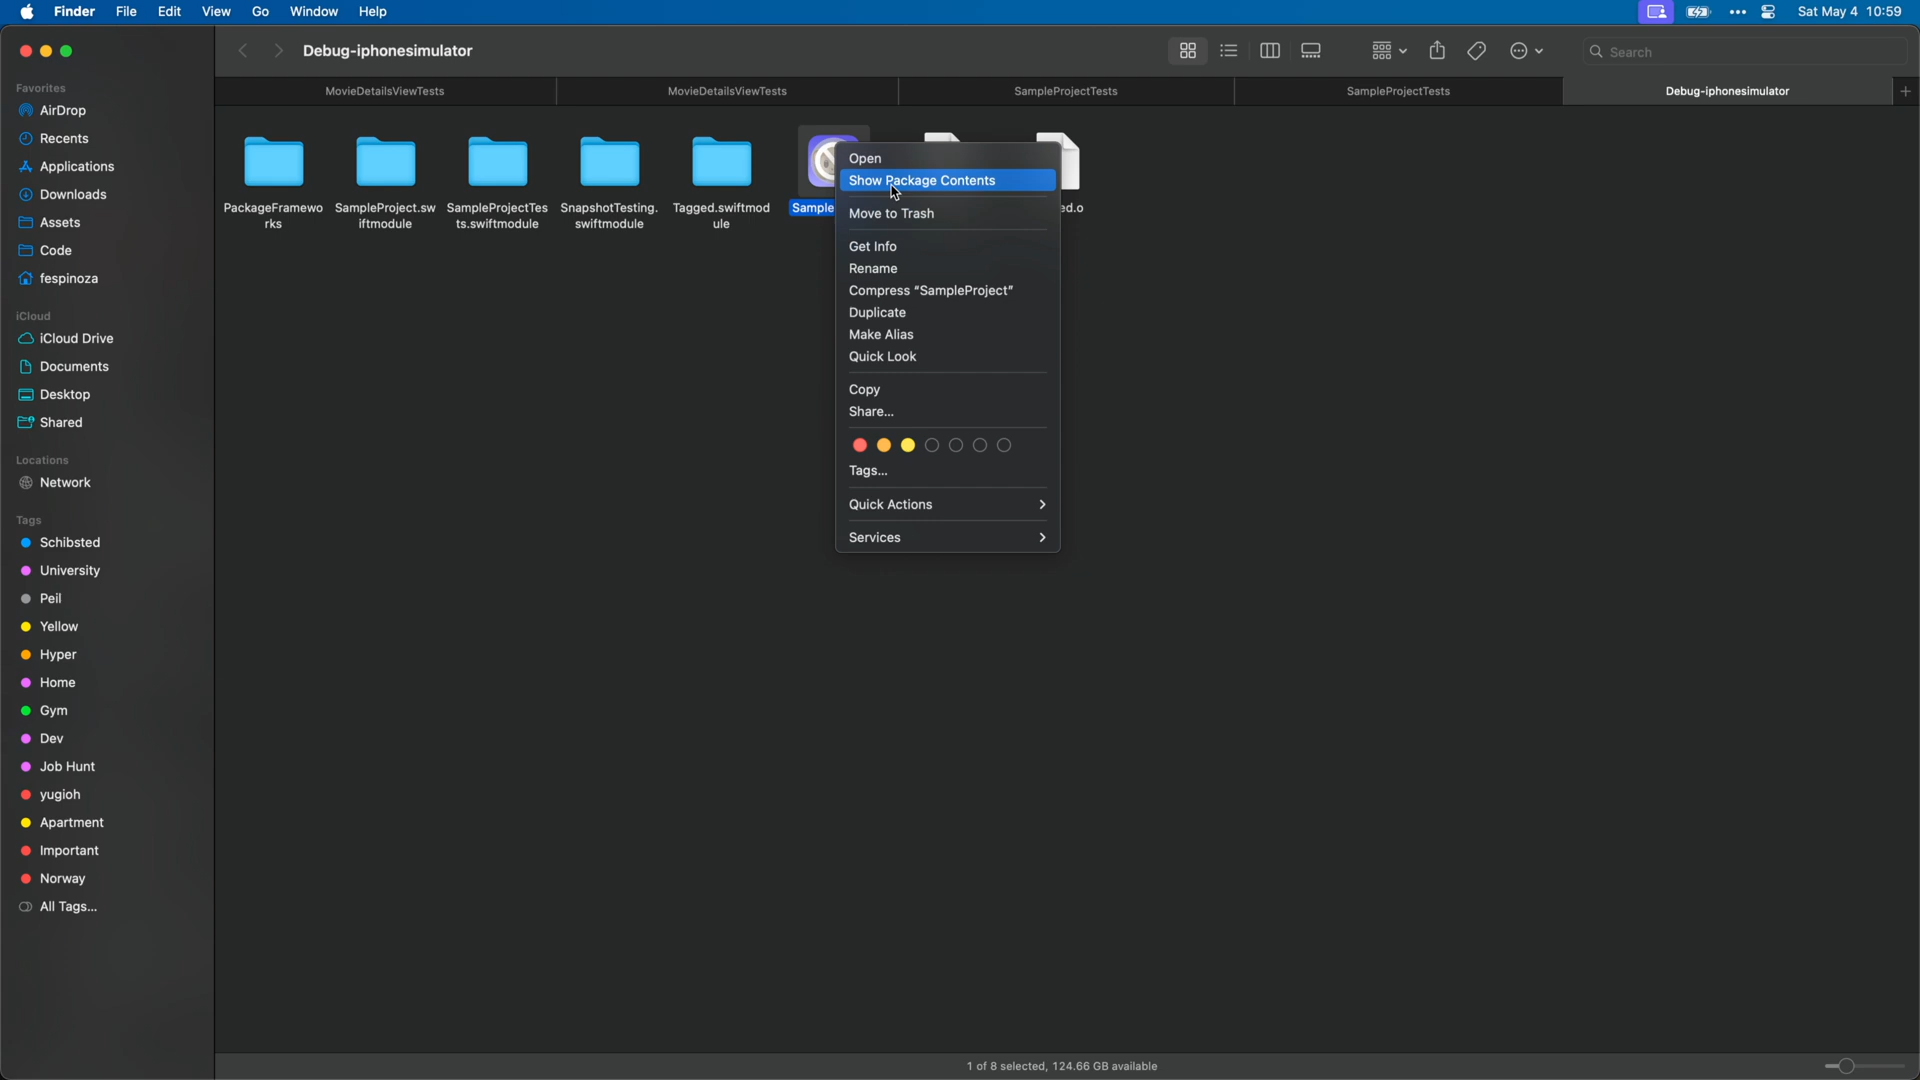 Finder File Edit View Go Window Help
Sat May 4 10:59
Debug-iphonesimulator
Search
MovieDetailsViewTests
MovieDetailsViewTests
SampleProjectTests
SampleProjectTests
Debug-iphonesimulator
Favorites
AirDrop
Recents
Applications
Downloads
Assets
Code
fespinoza
iCloud
iCloud Drive
Documents
Desktop
Shared
Locations
Network
Tags
Schibsted
University
Peil
Yellow
Hyper
Home
Gym
Dev
Job Hunt
yugioh
Apartment
Important
Norway
All Tags...
PackageFramewo
rks
SampleProject.sw
iftmodule
SampleProjectTes
ts.swiftmodule
SnapshotTesting.
swiftmodule
Tagged.swiftmod
ule
Sample
ed.o
Open
Show Package Contents
Move to Trash
Get Info
Rename
Compress “SampleProject”
Duplicate
Make Alias
Quick Look
Copy
Share...
Tags...
Quick Actions
Services
1 of 8 selected, 124.66 GB available